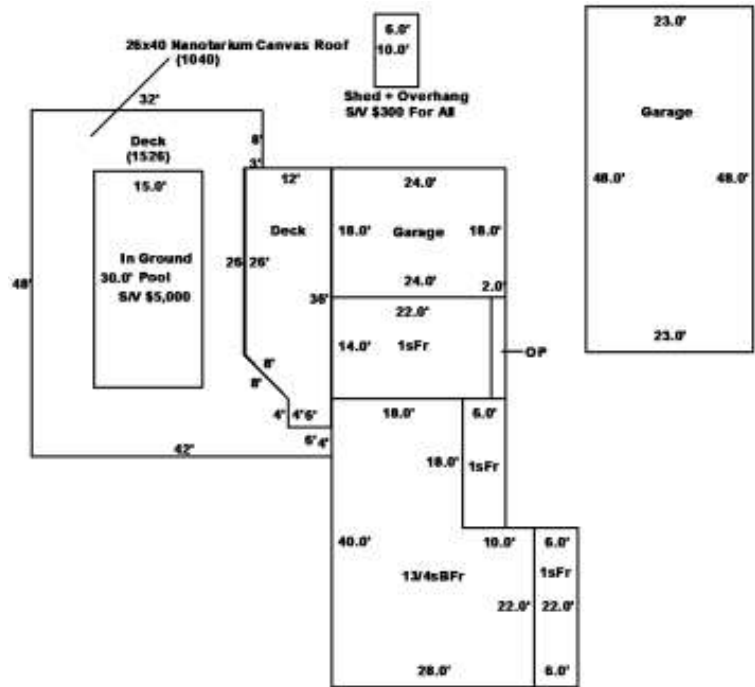 26x40 Nanotarium Canvas Roof
(1040)
32'
Deck
(1526)
8'
3'
15.0'
In Ground
30.0' Pool
S/V $5,000
48'
42'
6.0'
10.0'
Shed + Overhang
S/V $300 For All
12'
Deck
26'
26'
36'
8'
8'
4'
4'
6'
6'
4'
24.0'
18.0'
Garage
18.0'
24.0'
2.0'
22.0'
14.0'
1sFr
OP
18.0'
6.0'
18.0'
1sFr
40.0'
10.0'
6.0'
13/4sBFr
1sFr
22.0'
22.0'
28.0'
6.0'
23.0'
Garage
48.0'
48.0'
23.0'